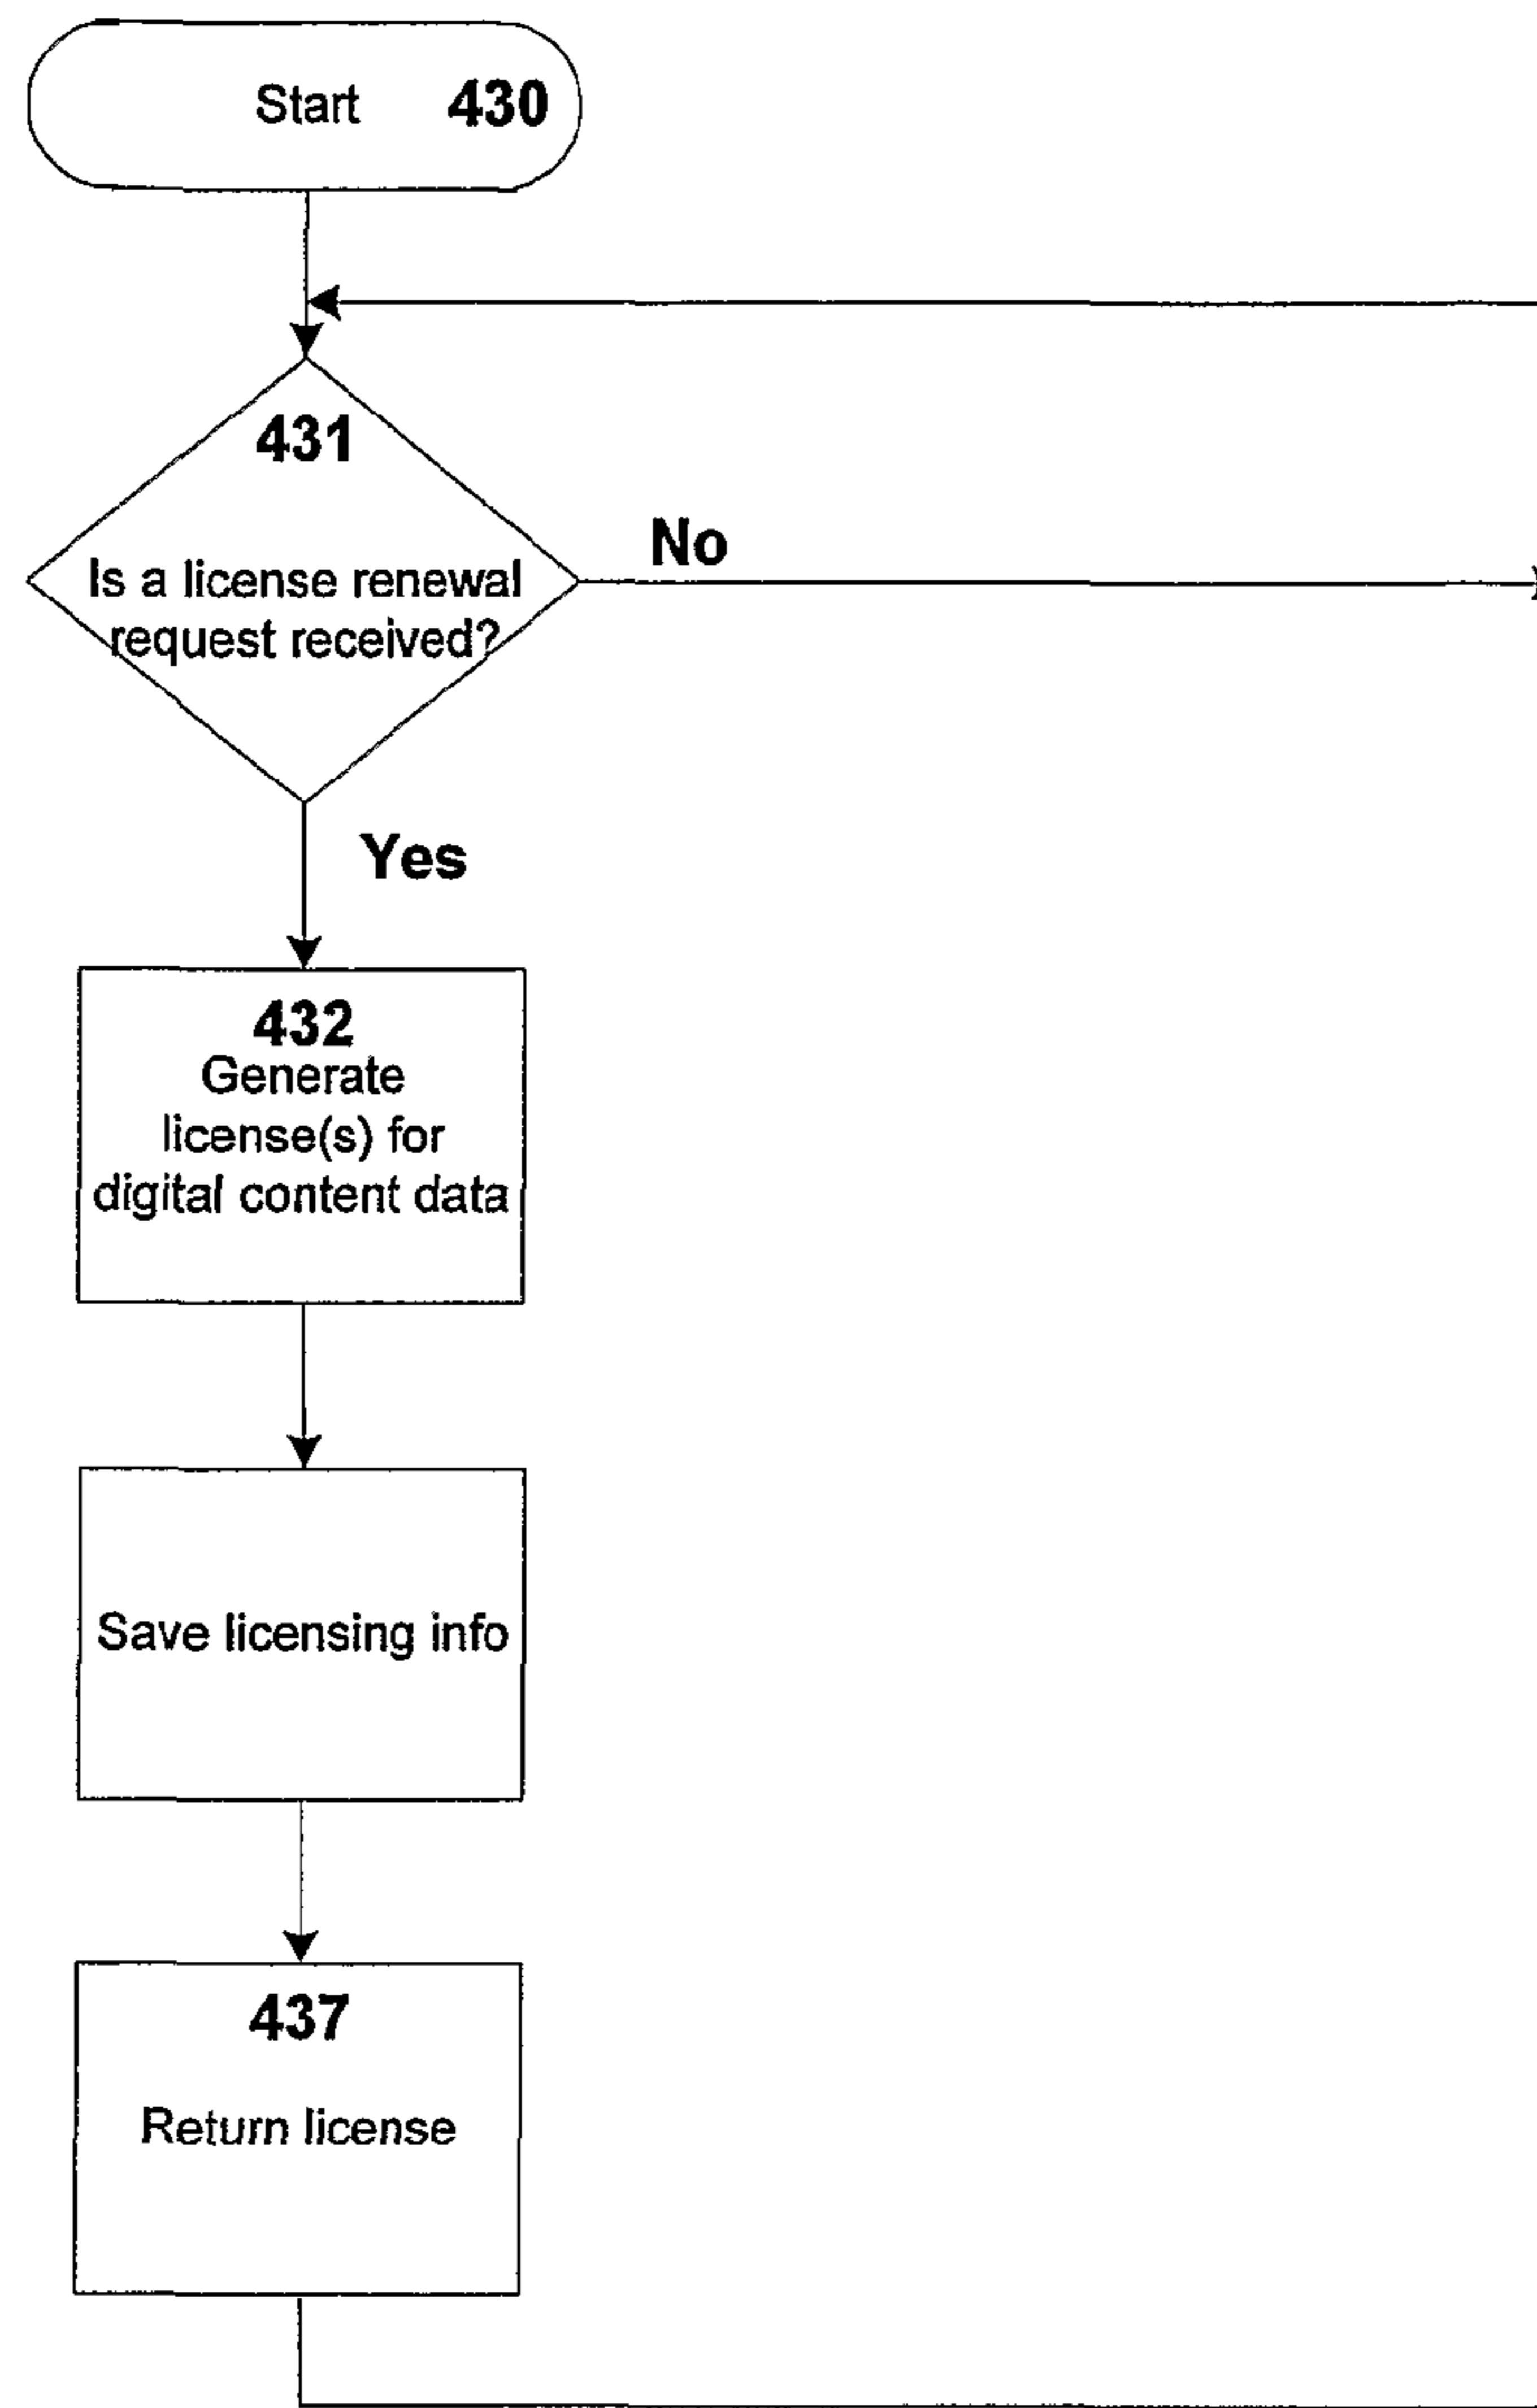 Start 430
431
Is a license renewal
request received?
No
Yes
432
Generate
license(s) for
digital content data
Save licensing info
437
Return license